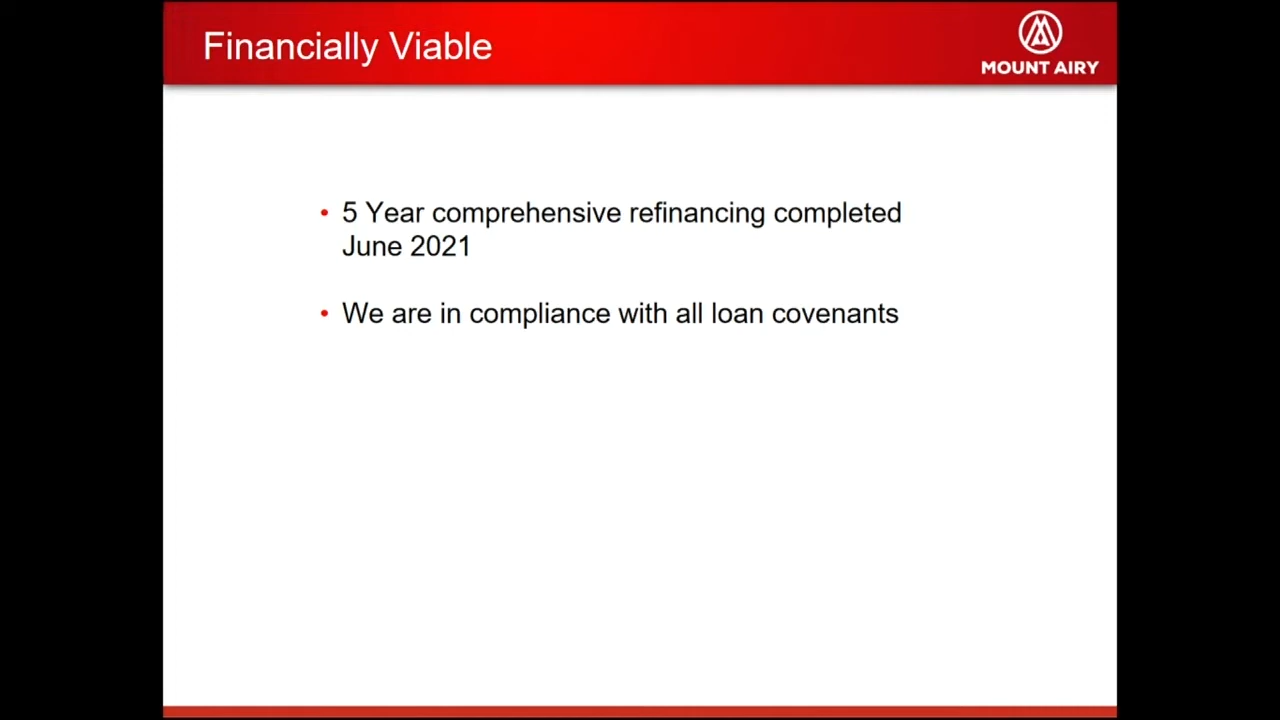 Financially Viable
MOUNT AIRY
• 5 Year comprehensive refinancing completed
June 2021
• We are in compliance with all loan covenants